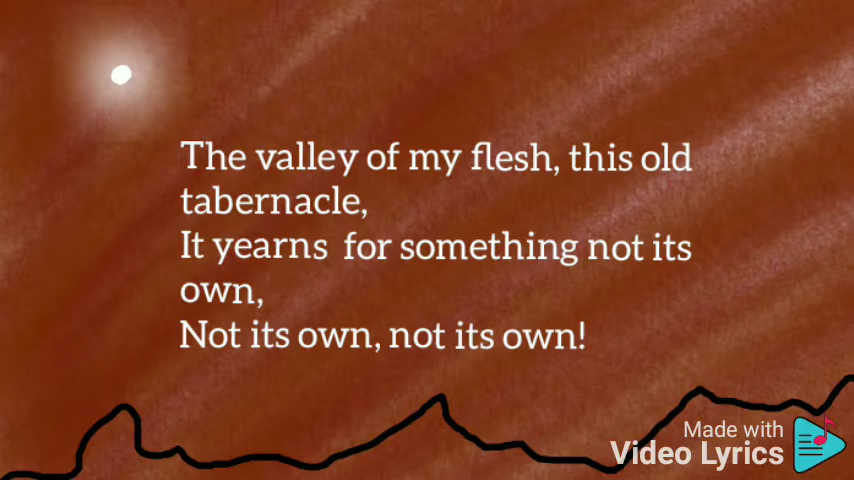 The valley of my flesh, this old
tabernacle,
It yearns for something not its
own,
Not its own, not its own!
Made with
Video Lyrics